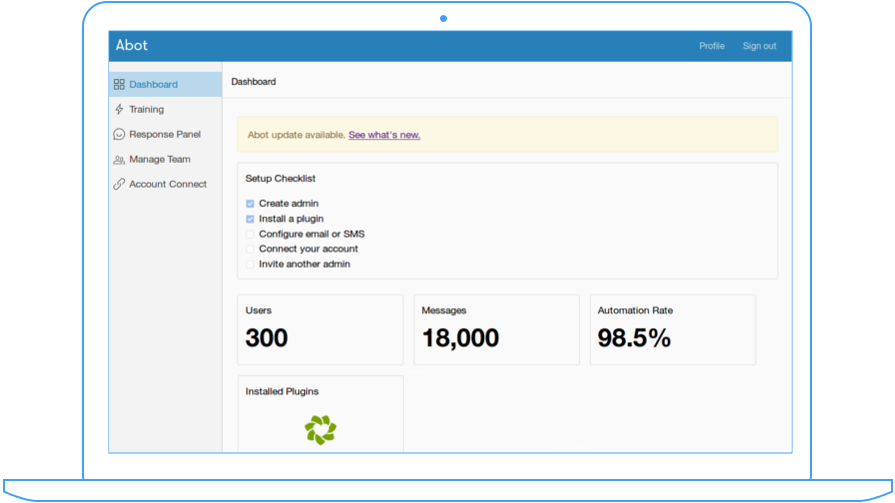 Abot
Profile
Sign out
Dashboard
Training
Response Panel
Manage Team
Account Connect
Dashboard
Abot update available. See what's new.
Setup Checklist
Create admin
Install a plugin
Configure email or SMS
Connect your account
Invite another admin
Users
300
Messages
18,000
Automation Rate
98.5%
Installed Plugins